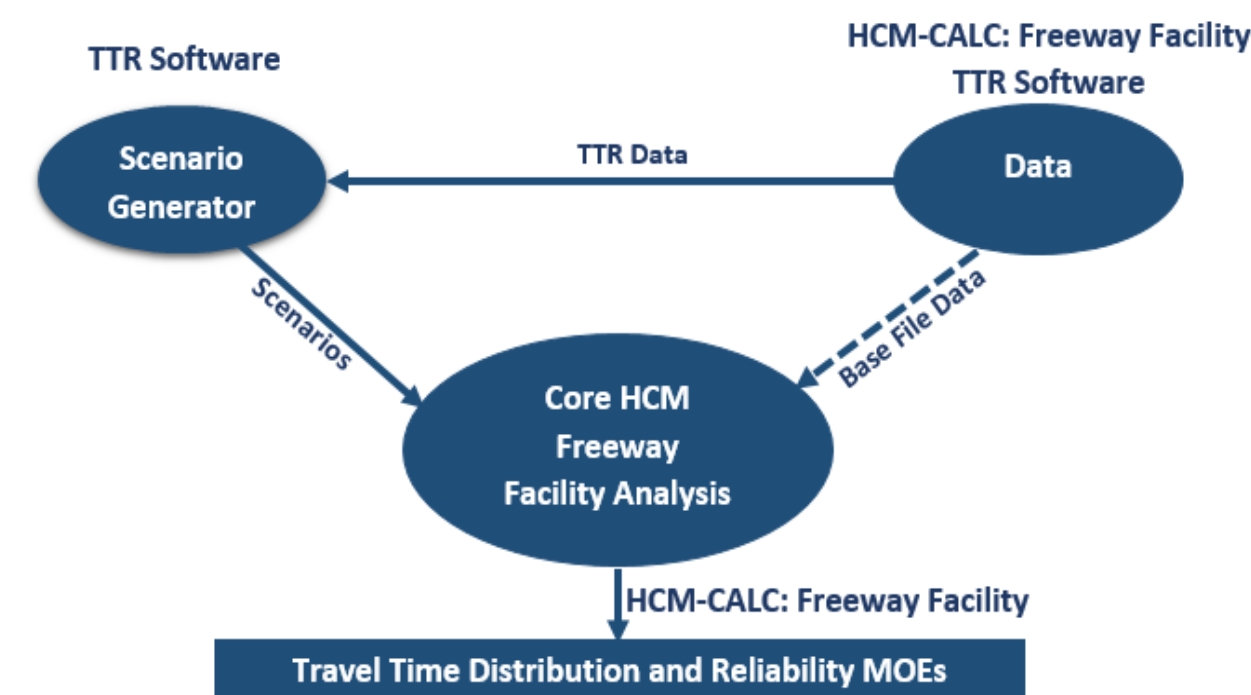 TTR Software
HCM-CALC: Freeway Facility
TTR Software
Scenario
Generator
TTR Data
Data
Scenarios
Base File Data
Core HCM
Freeway
Facility Analysis
HCM-CALC: Freeway Facility
Travel Time Distribution and Reliability MOEs